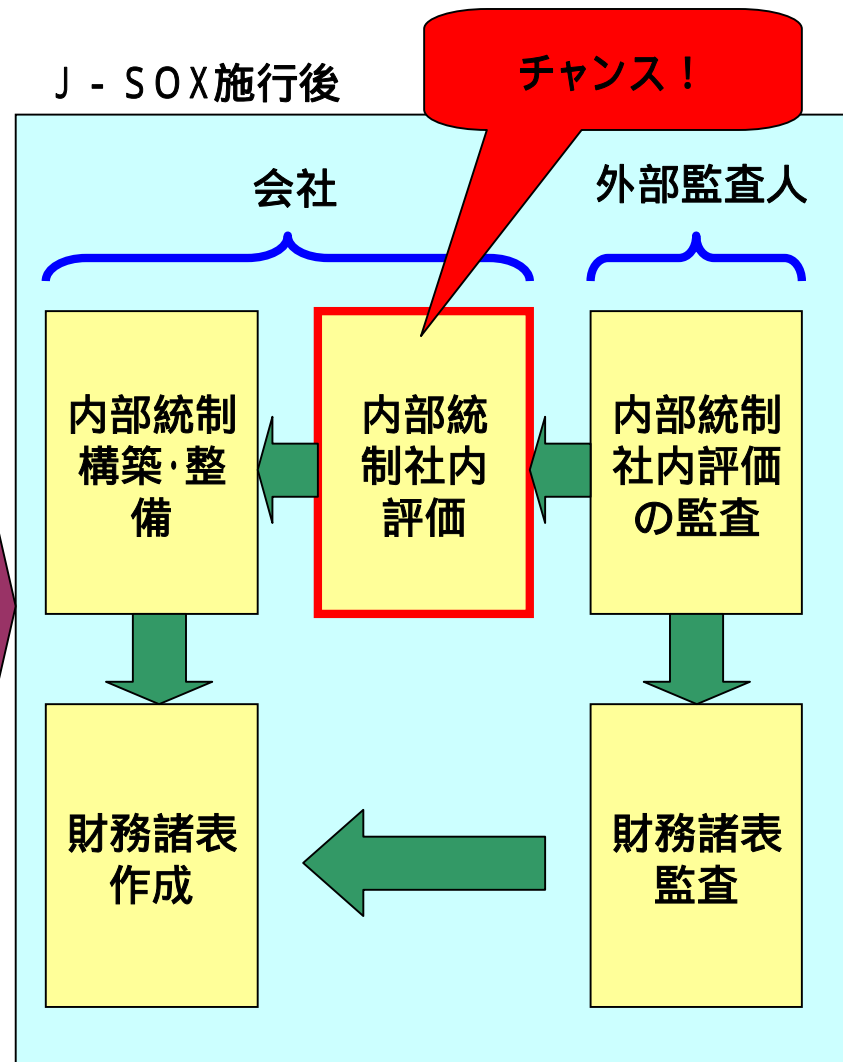 チャンス！
Ｊ－ＳＯＸ施行後
会社
外部監査人
内部統制
構築・整
備
内部統
制社内
評価
内部統制
社内評価
の監査
財務諸表
作成
財務諸表
監査